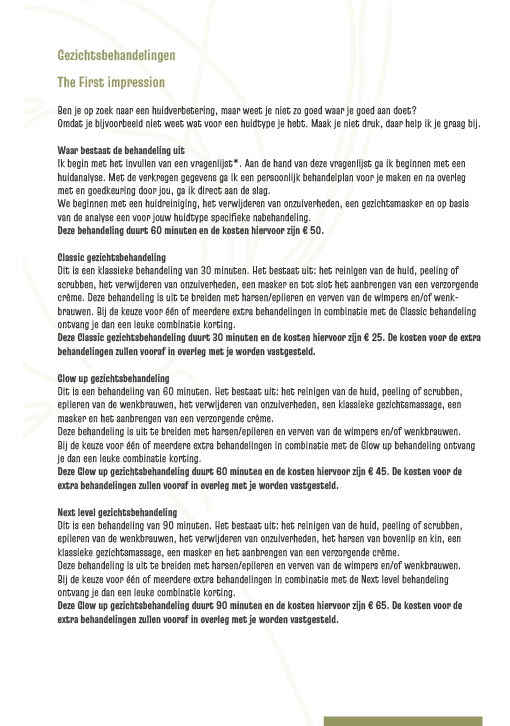 Gezichtsbehandelingen
The First impression
Ben je op zoek naar een huidverbetering, maar weet je niet zo goed waar je goed aan doet?
Omdat je bijvoorbeeld niet weet wat voor een huidtype je hebt. Maak je niet druk, daar help ik je graag bij.
Waar bestaat de behandeling uit
Ik begin met het invullen van een vragenlijst*. Aan de hand van deze vragenlijst ga ik beginnen met een
huidanalyse. Met de verkregen gegevens ga ik een persoonlijk behandelplan voor je maken en na overleg
met en goedkeuring door jou, ga ik direct aan de slag.
We beginnen met een huidreiniging, het verwijderen van onzuiverheden, een gezichtsmasker en op basis
van de analyse een voor jouw huidtype specifieke nabehandeling.
Deze behandeling duurt 60 minuten en de kosten hiervoor zijn € 50.
Classic gezichtsbehandeling
Dit is een klassieke behandeling van 30 minuten. Het bestaat uit: het reinigen van de huid, peeling of
scrubben, het verwijderen van onzuiverheden, een masker en tot slot het aanbrengen van een verzorgende
crème. Deze behandeling is uit te breiden met harsen/epileren en verven van de wimpers en/of wenk-
brauwen. Bij de keuze voor één of meerdere extra behandelingen in combinatie met de Classic behandeling
ontvang je dan een leuke combinatie korting.
Deze Classic gezichtsbehandeling duurt 30 minuten en de kosten hiervoor zijn € 25. De kosten voor de extra
behandelingen zullen vooraf in overleg met je worden vastgesteld.
Glow up gezichtsbehandeling
Dit is een behandeling van 60 minuten. Het bestaat uit: het reinigen van de huid, peeling of scrubben,
epileren van de wenkbrauwen, het verwijderen van onzuiverheden, een klassieke gezichtsmassage, een
masker en het aanbrengen van een verzorgende crème.
Deze behandeling is uit te breiden met harsen/epileren en verven van de wimpers en/of wenkbrauwen.
Bij de keuze voor één of meerdere extra behandelingen in combinatie met de Glow up behandeling ontvang
je dan een leuke combinatie korting.
Deze Glow up gezichtsbehandeling duurt 60 minuten en de kosten hiervoor zijn € 45. De kosten voor de
extra behandelingen zullen vooraf in overleg met je worden vastgesteld.
Next level gezichtsbehandeling
Dit is een behandeling van 90 minuten. Het bestaat uit: het reinigen van de huid, peeling of scrubben,
epileren van de wenkbrauwen, het verwijderen van onzuiverheden, het harsen van bovenlip en kin, een
klassieke gezichtsmassage, een masker en het aanbrengen van een verzorgende crème.
Deze behandeling is uit te breiden met harsen/epileren en verven van de wimpers en/of wenkbrauwen.
Bij de keuze voor één of meerdere extra behandelingen in combinatie met de Next level behandeling
ontvang je dan een leuke combinatie korting.
Deze Glow up gezichtsbehandeling duurt 90 minuten en de kosten hiervoor zijn € 65. De kosten voor de
extra behandelingen zullen vooraf in overleg met je worden vastgesteld.